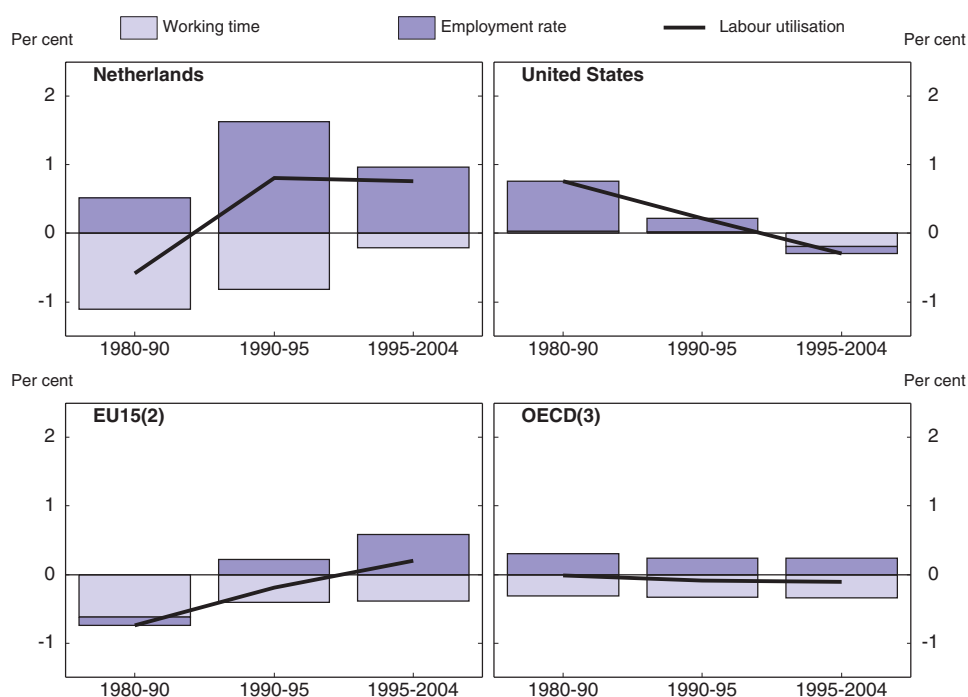 Working time Employment rate Labour utilisation
Per cent Per cent
Netherlands United States
2 2
1 1
0 0
-1 -1
1980-90 1990-95 1995-2004 1980-90 1990-95 1995-2004
Per cent Per cent
EU15(2) OECD(3)
2 2
1 1
0 0
-1 -1
1980-90 1990-95 1995-2004 1980-90 1990-95 1995-2004